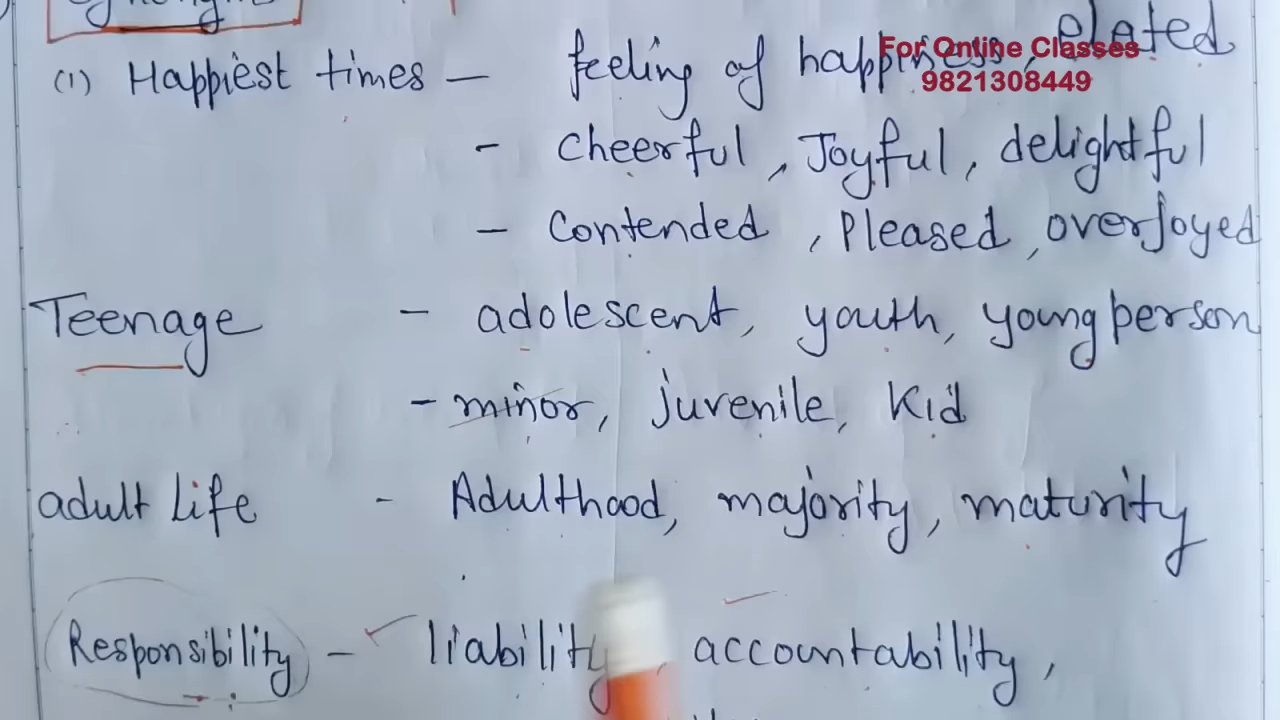 (1) Happiest times — feeling of happiness, elated
For Online Classes
9821308449
- cheerful, Joyful, delightful
- Contended, Pleased, overjoyed
Teenage - adolescent, youth, young person
- minor, juvenile, Kid
adult Life - Adulthood, majority, maturity
Responsibility - liability, accountability,